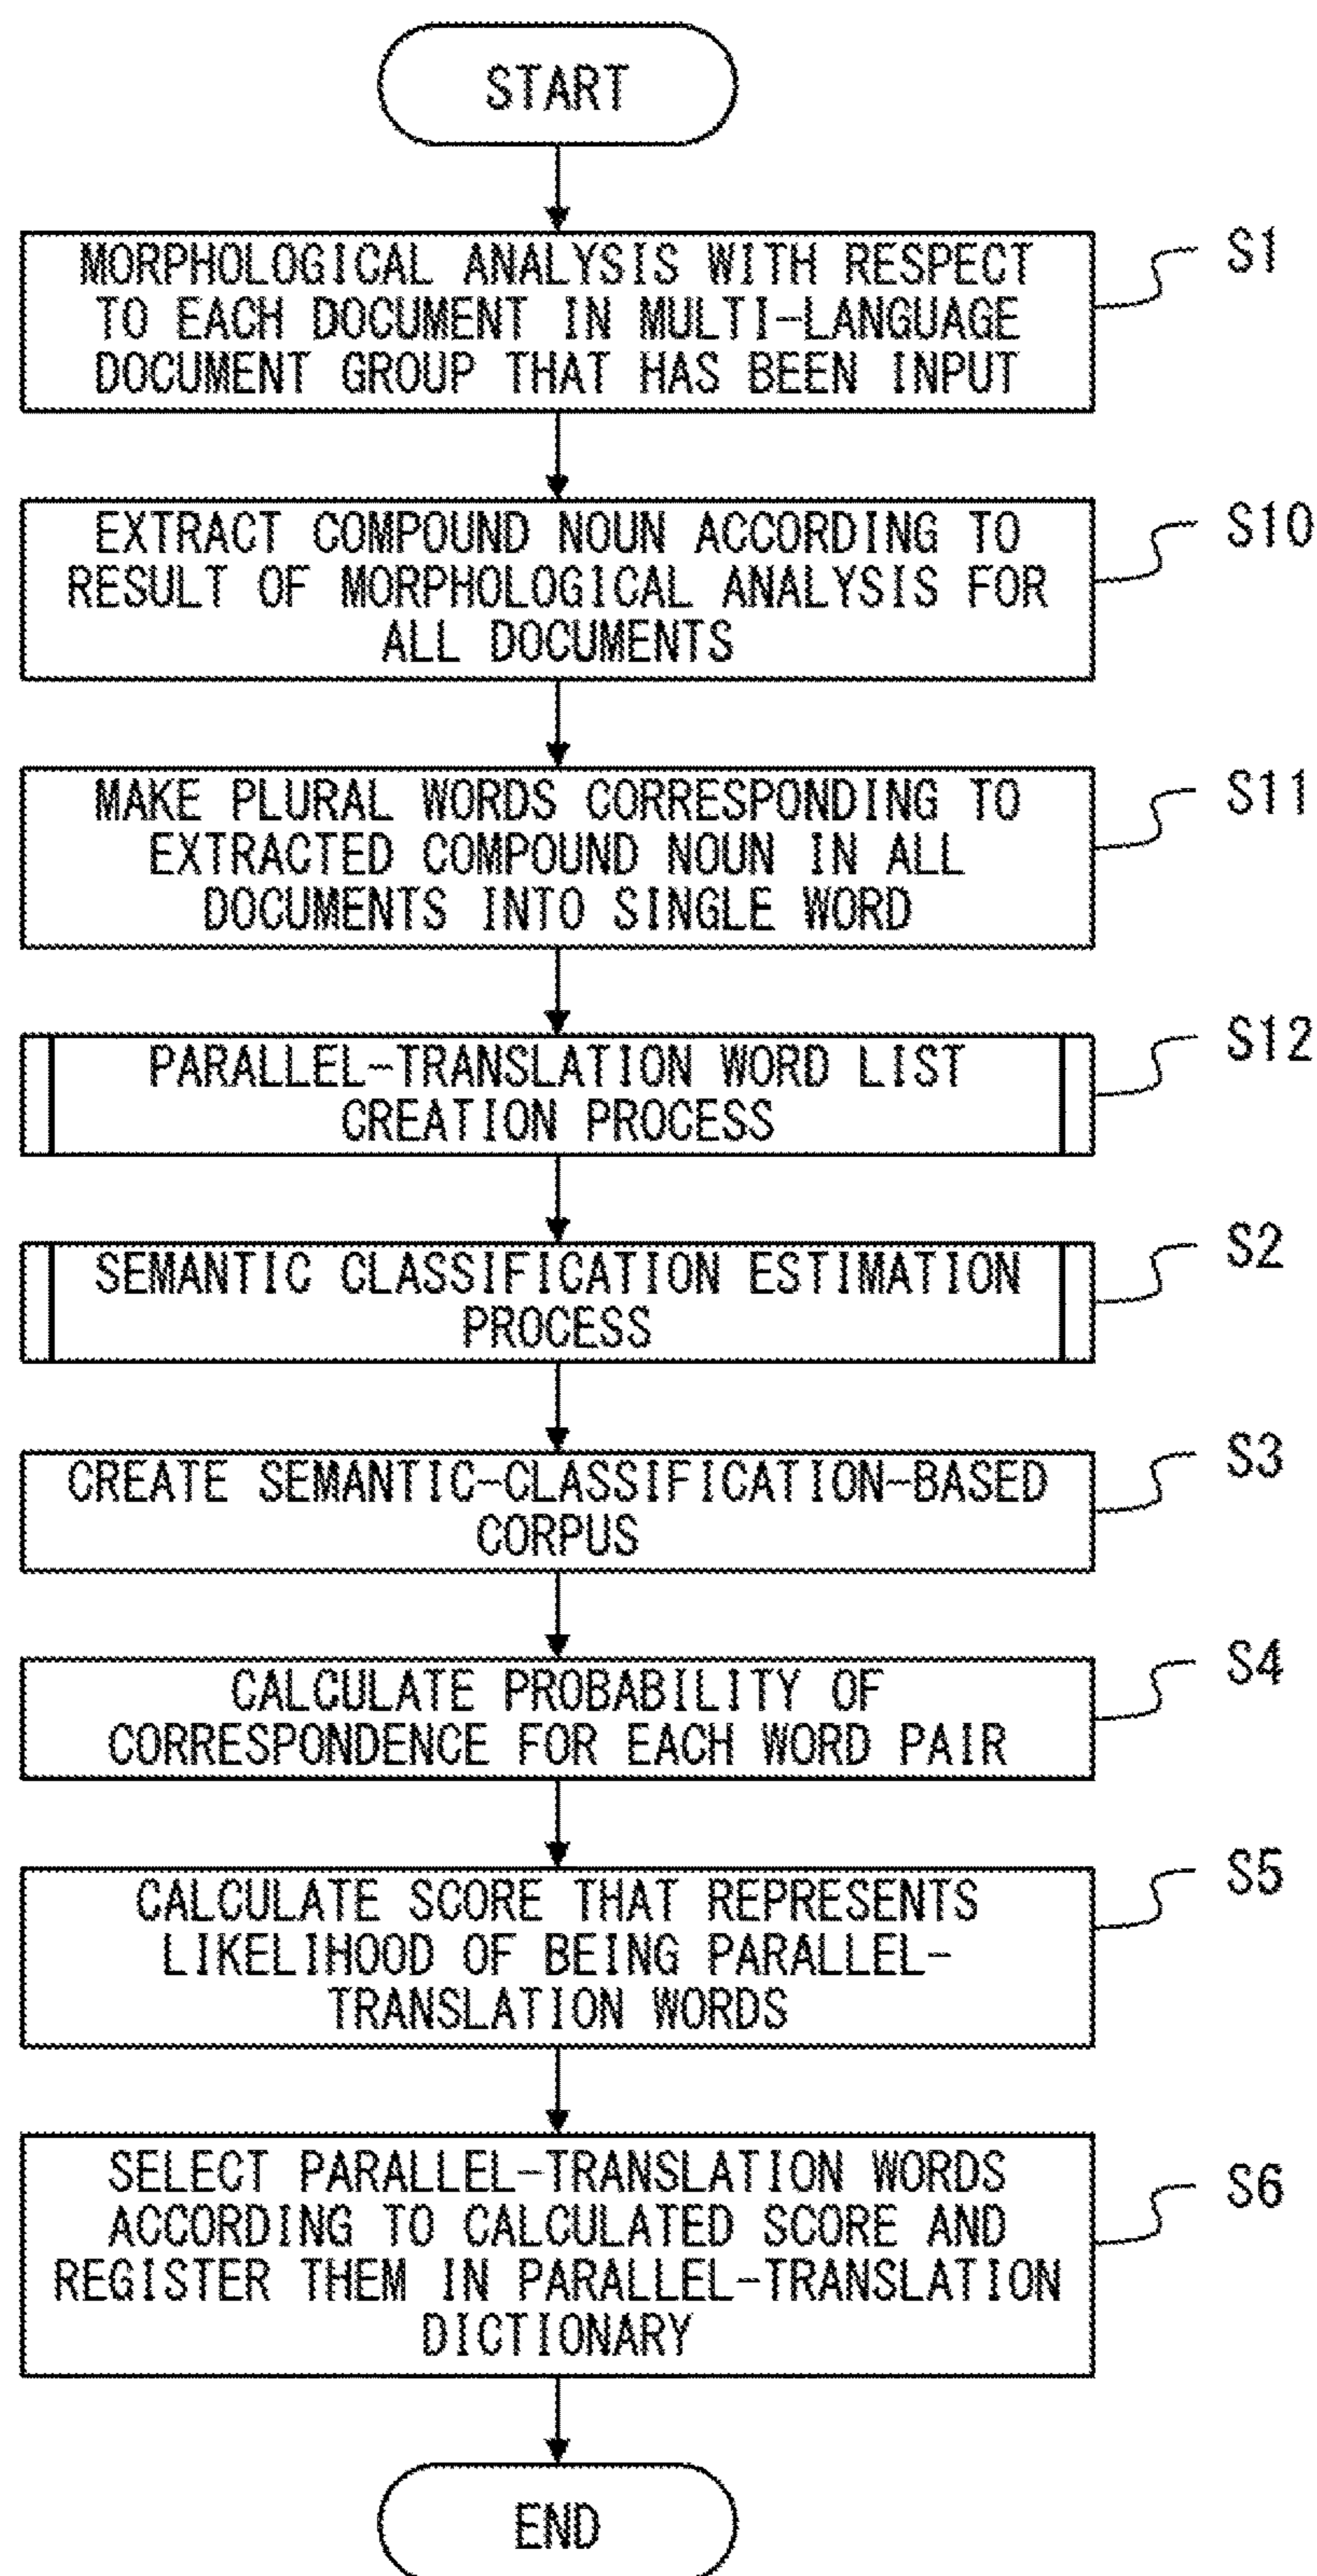 START
MORPHOLOGICAL ANALYSIS WITH RESPECT
TO EACH DOCUMENT IN MULTI-LANGUAGE
DOCUMENT GROUP THAT HAS BEEN INPUT
S1
EXTRACT COMPOUND NOUN ACCORDING TO
RESULT OF MORPHOLOGICAL ANALYSIS FOR
ALL DOCUMENTS
S10
MAKE PLURAL WORDS CORRESPONDING TO
EXTRACTED COMPOUND NOUN IN ALL
DOCUMENTS INTO SINGLE WORD
S11
PARALLEL-TRANSLATION WORD LIST
CREATION PROCESS
S12
SEMANTIC CLASSIFICATION ESTIMATION
PROCESS
S2
CREATE SEMANTIC-CLASSIFICATION-BASED
CORPUS
S3
CALCULATE PROBABILITY OF
CORRESPONDENCE FOR EACH WORD PAIR
S4
CALCULATE SCORE THAT REPRESENTS
LIKELIHOOD OF BEING PARALLEL-
TRANSLATION WORDS
S5
SELECT PARALLEL-TRANSLATION WORDS
ACCORDING TO CALCULATED SCORE AND
REGISTER THEM IN PARALLEL-TRANSLATION
DICTIONARY
S6
END